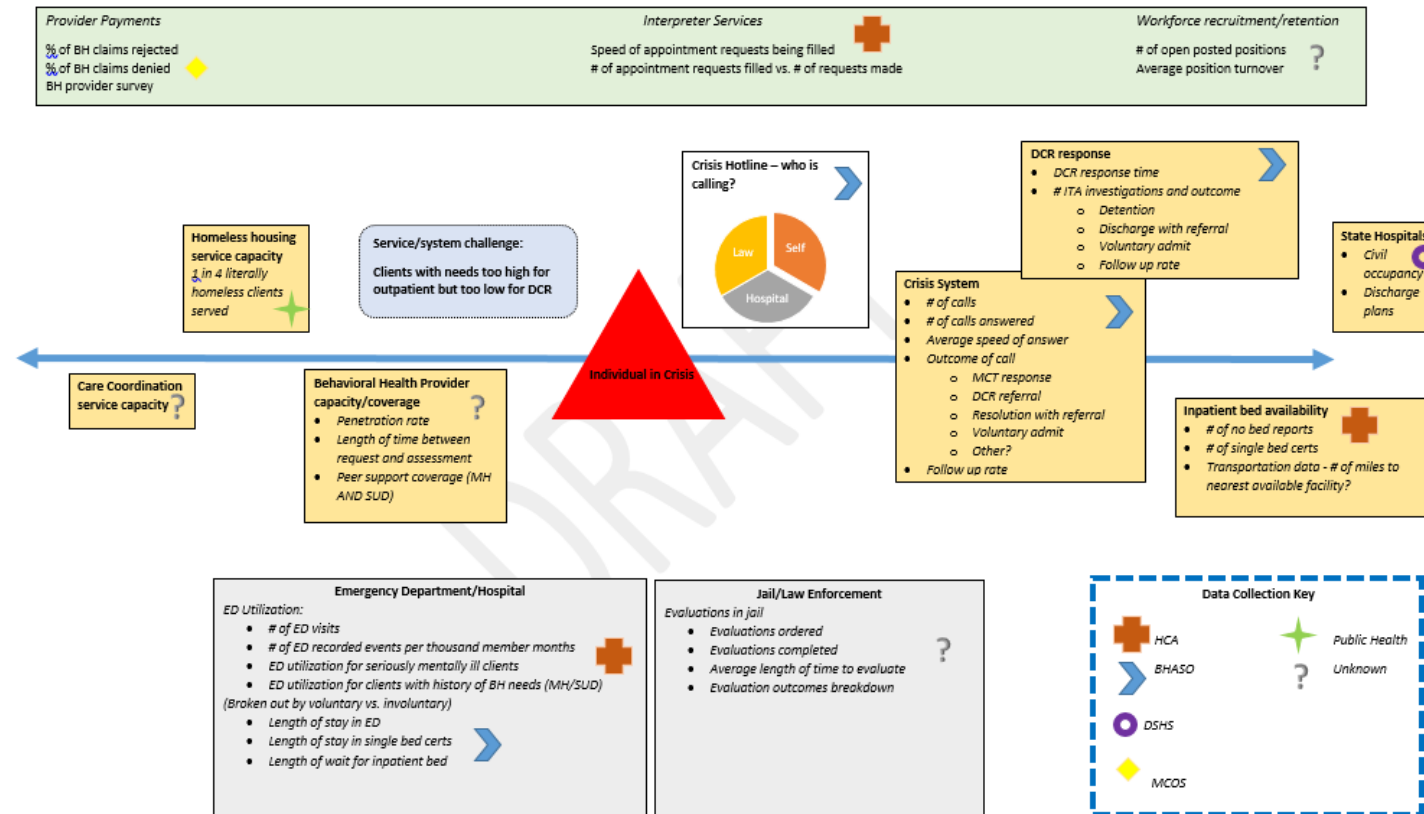 Provider Payments
% of BH claims rejected
% of BH claims denied
BH provider survey
Interpreter Services
Speed of appointment requests being filled
# of appointment requests filled vs. # of requests made
Workforce recruitment/retention
# of open posted positions
Average position turnover
?
Homeless housing
service capacity
1 in 4 literally
homeless clients
served
Service/system challenge:
Clients with needs too high for
outpatient but too low for DCR
Crisis Hotline – who is
calling?
Law
Self
Hospital
DCR response
• DCR response time
• # ITA investigations and outcome
o Detention
o Discharge with referral
o Voluntary admit
o Follow up rate
State Hospitals
• Civil
occupancy
• Discharge
plans
Crisis System
• # of calls
• # of calls answered
• Average speed of answer
• Outcome of call
o MCT response
o DCR referral
o Resolution with referral
o Voluntary admit
o Other?
• Follow up rate
Individual in Crisis
Care Coordination
service capacity
?
Behavioral Health Provider
capacity/coverage
?
• Penetration rate
• Length of time between
request and assessment
• Peer support coverage (MH
AND SUD)
Inpatient bed availability
• # of no bed reports
• # of single bed certs
• Transportation data - # of miles to
nearest available facility?
DRAFT
Emergency Department/Hospital
ED Utilization:
• # of ED visits
• # of ED recorded events per thousand member months
• ED utilization for seriously mentally ill clients
• ED utilization for clients with history of BH needs (MH/SUD)
(Broken out by voluntary vs. involuntary)
• Length of stay in ED
• Length of stay in single bed certs
• Length of wait for inpatient bed
Jail/Law Enforcement
Evaluations in jail
• Evaluations ordered
• Evaluations completed
• Average length of time to evaluate
• Evaluation outcomes breakdown
?
Data Collection Key
HCA
Public Health
BHASO
? Unknown
DSHS
MCOS